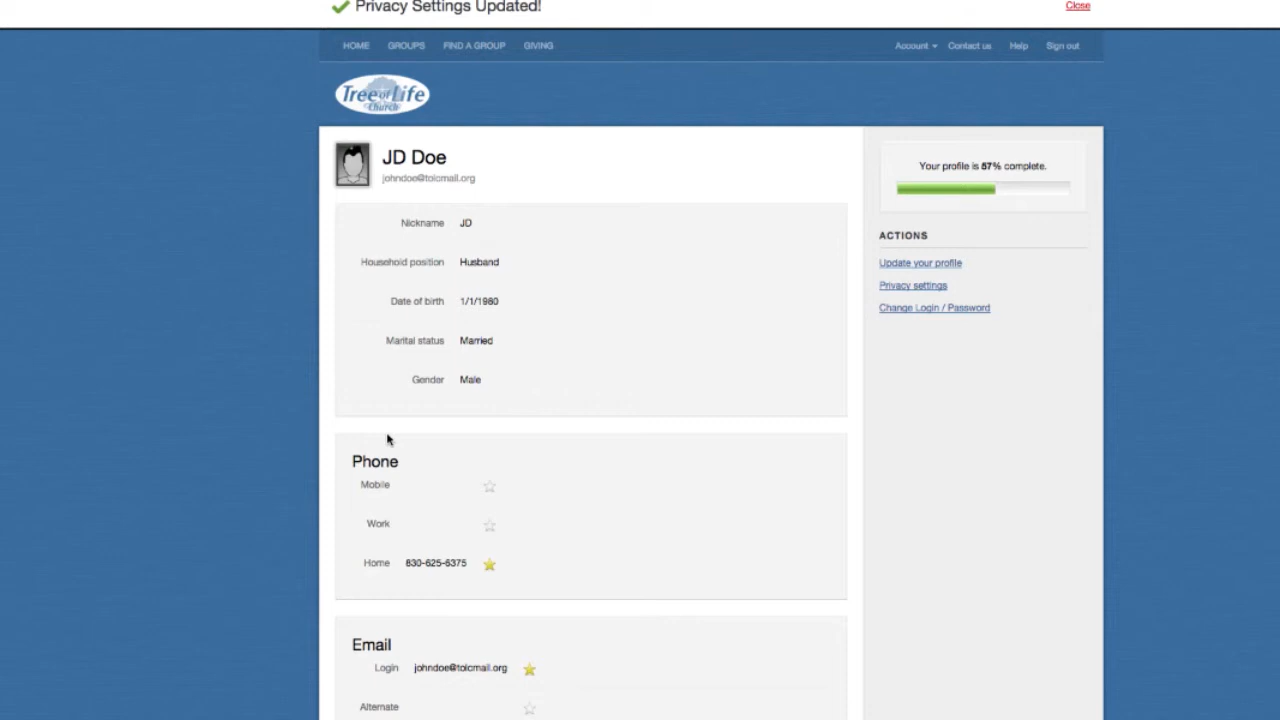 Privacy Settings Updated!
Close
HOME GROUPS FIND A GROUP GIVING
Account Contact us Help Sign out
Tree of Life
Church
JD Doe
johndoe@tolcmail.org
Your profile is 57% complete.
ACTIONS
Update your profile
Privacy settings
Change Login / Password
Nickname JD
Household position Husband
Date of birth 1/1/1980
Marital status Married
Gender Male
Phone
Mobile
Work
Home 830-625-6375
Email
Login johndoe@tolcmail.org
Alternate